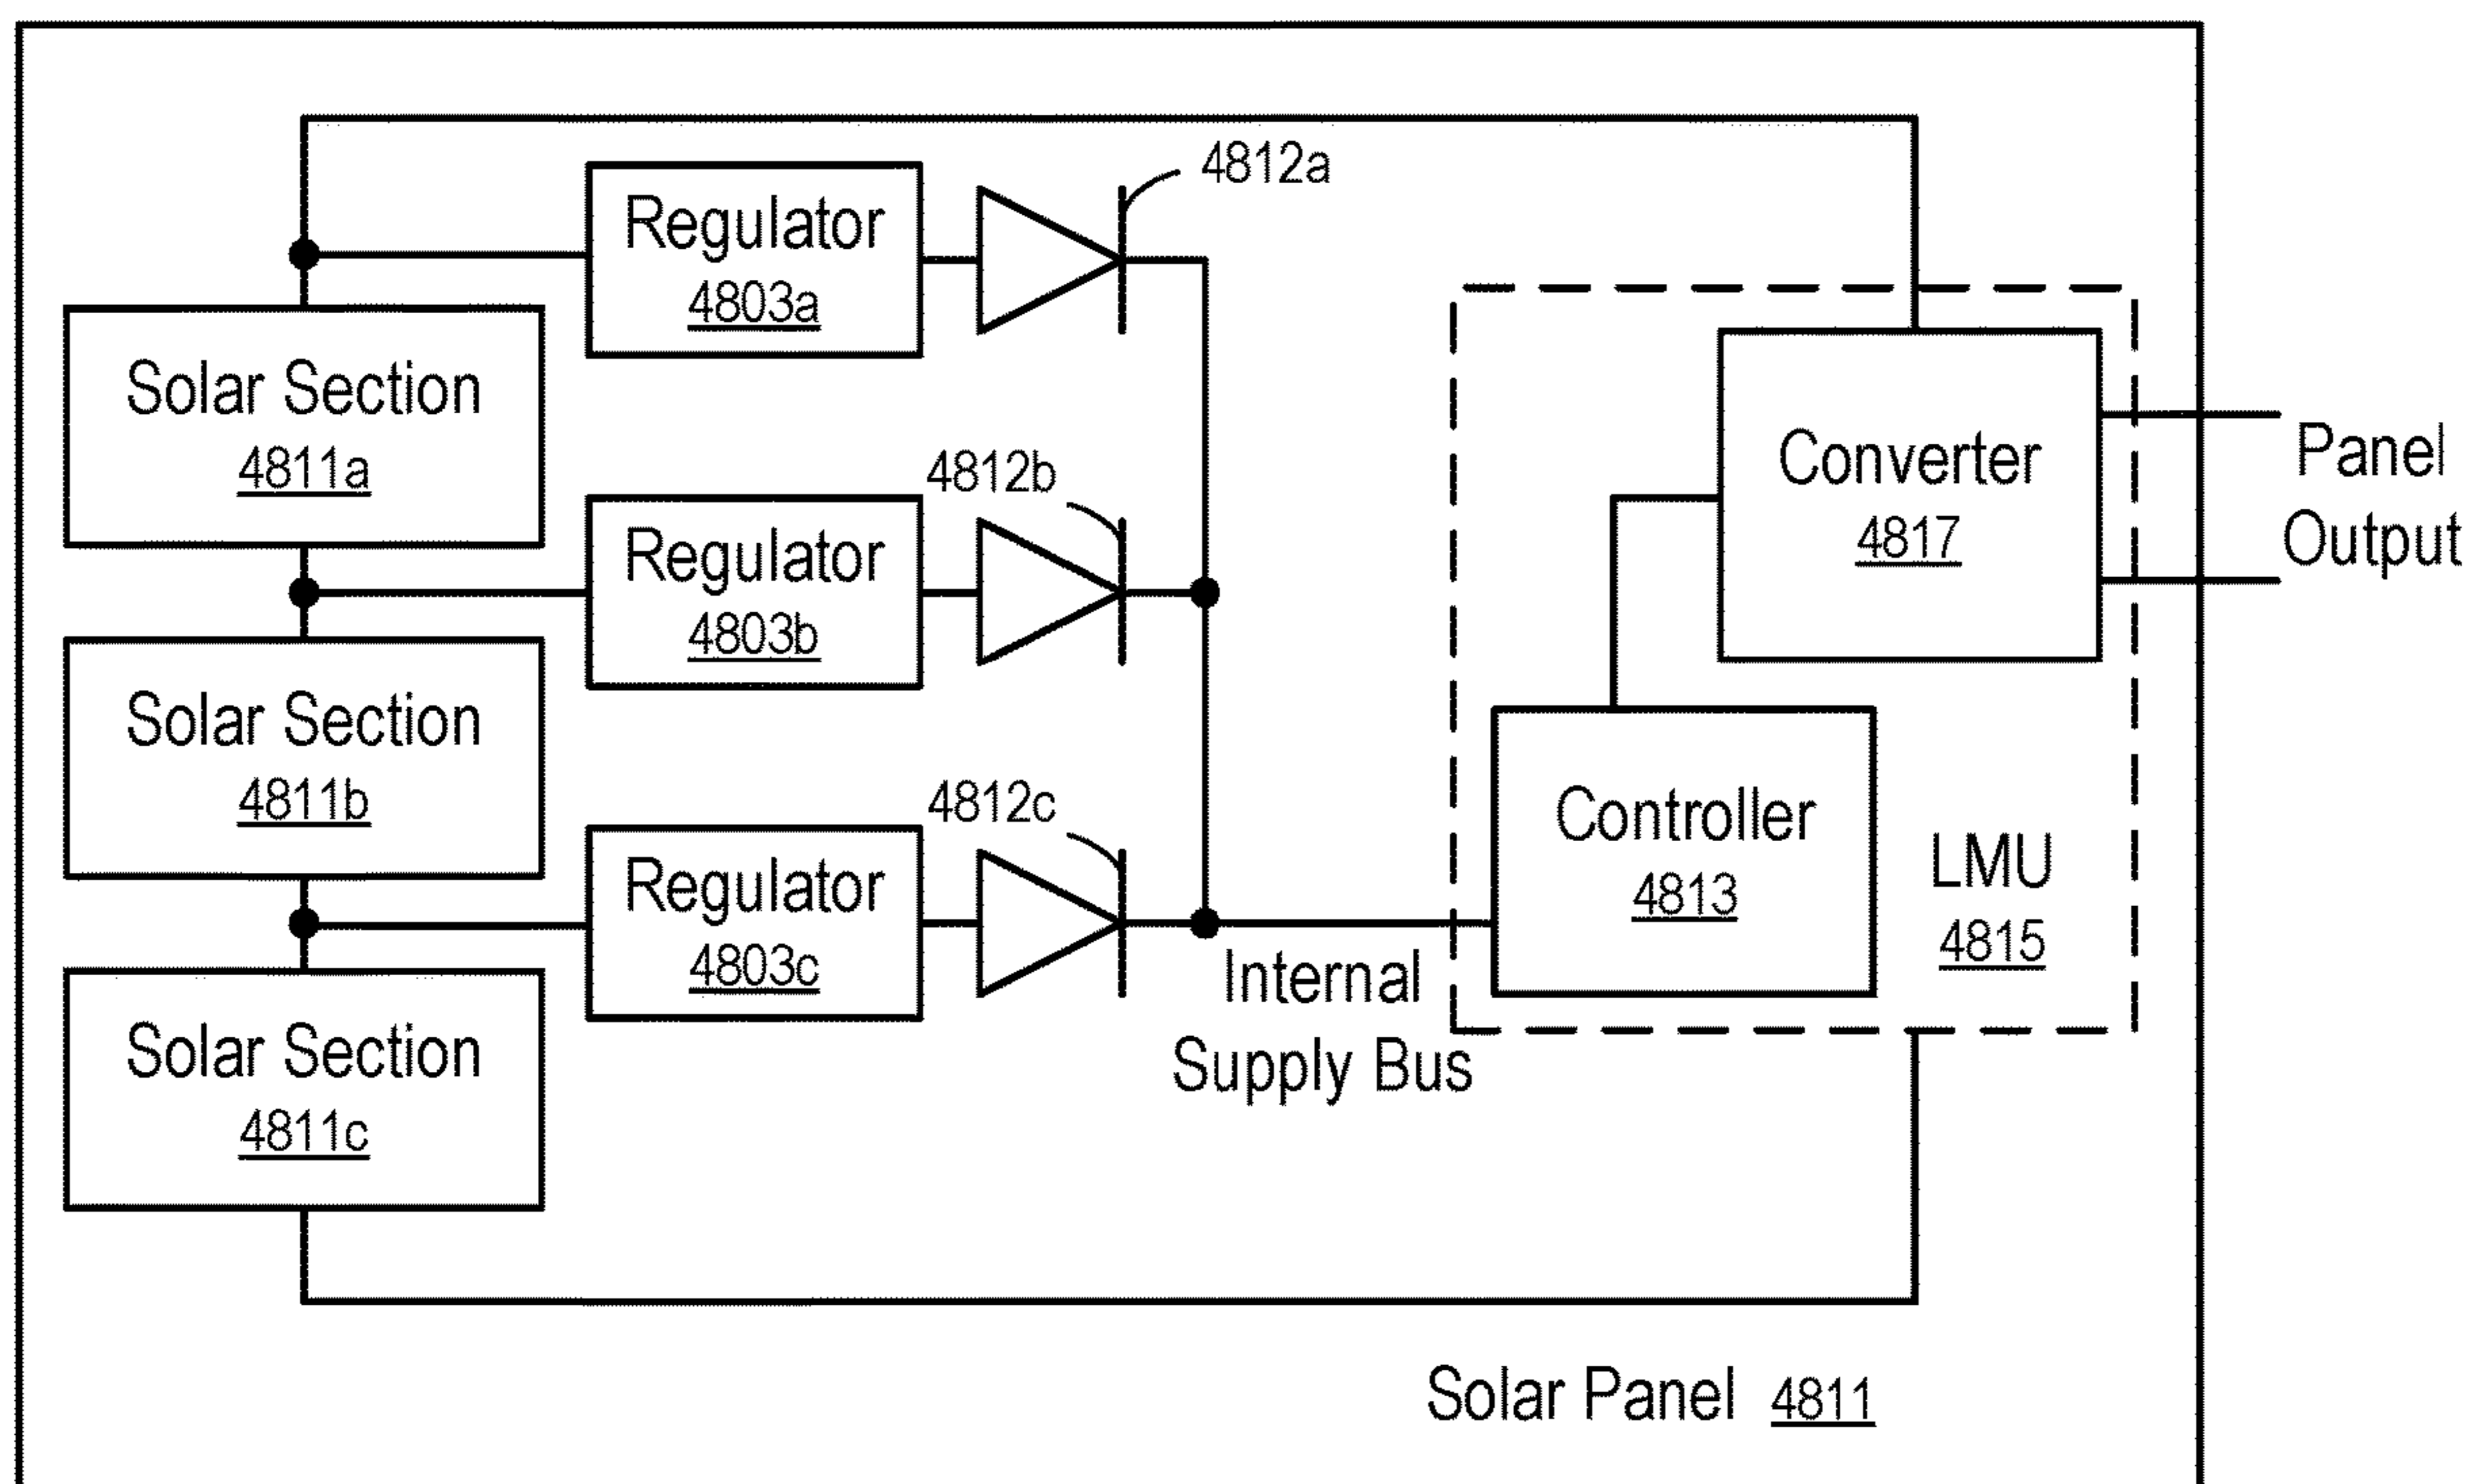 4812a
Regulator
4803a
Solar Section
4811a
4812b
Regulator
4803b
Converter
4817
Panel
Output
Solar Section
4811b
4812c
Regulator
4803c
Controller
4813
LMU
4815
Internal
Supply Bus
Solar Section
4811c
Solar Panel 4811